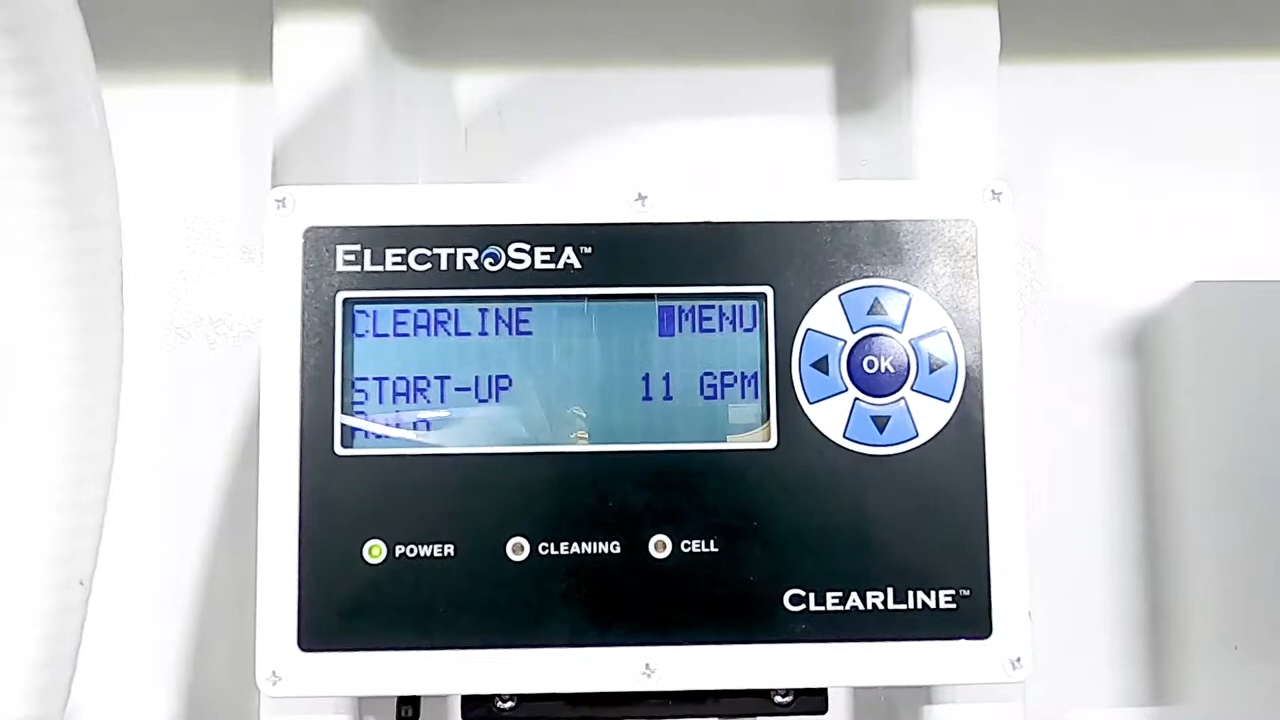 ELECTROSEA™
CLEARLINE MENU
START-UP 11 GPM
OK
POWER CLEANING CELL
CLEARLINE™